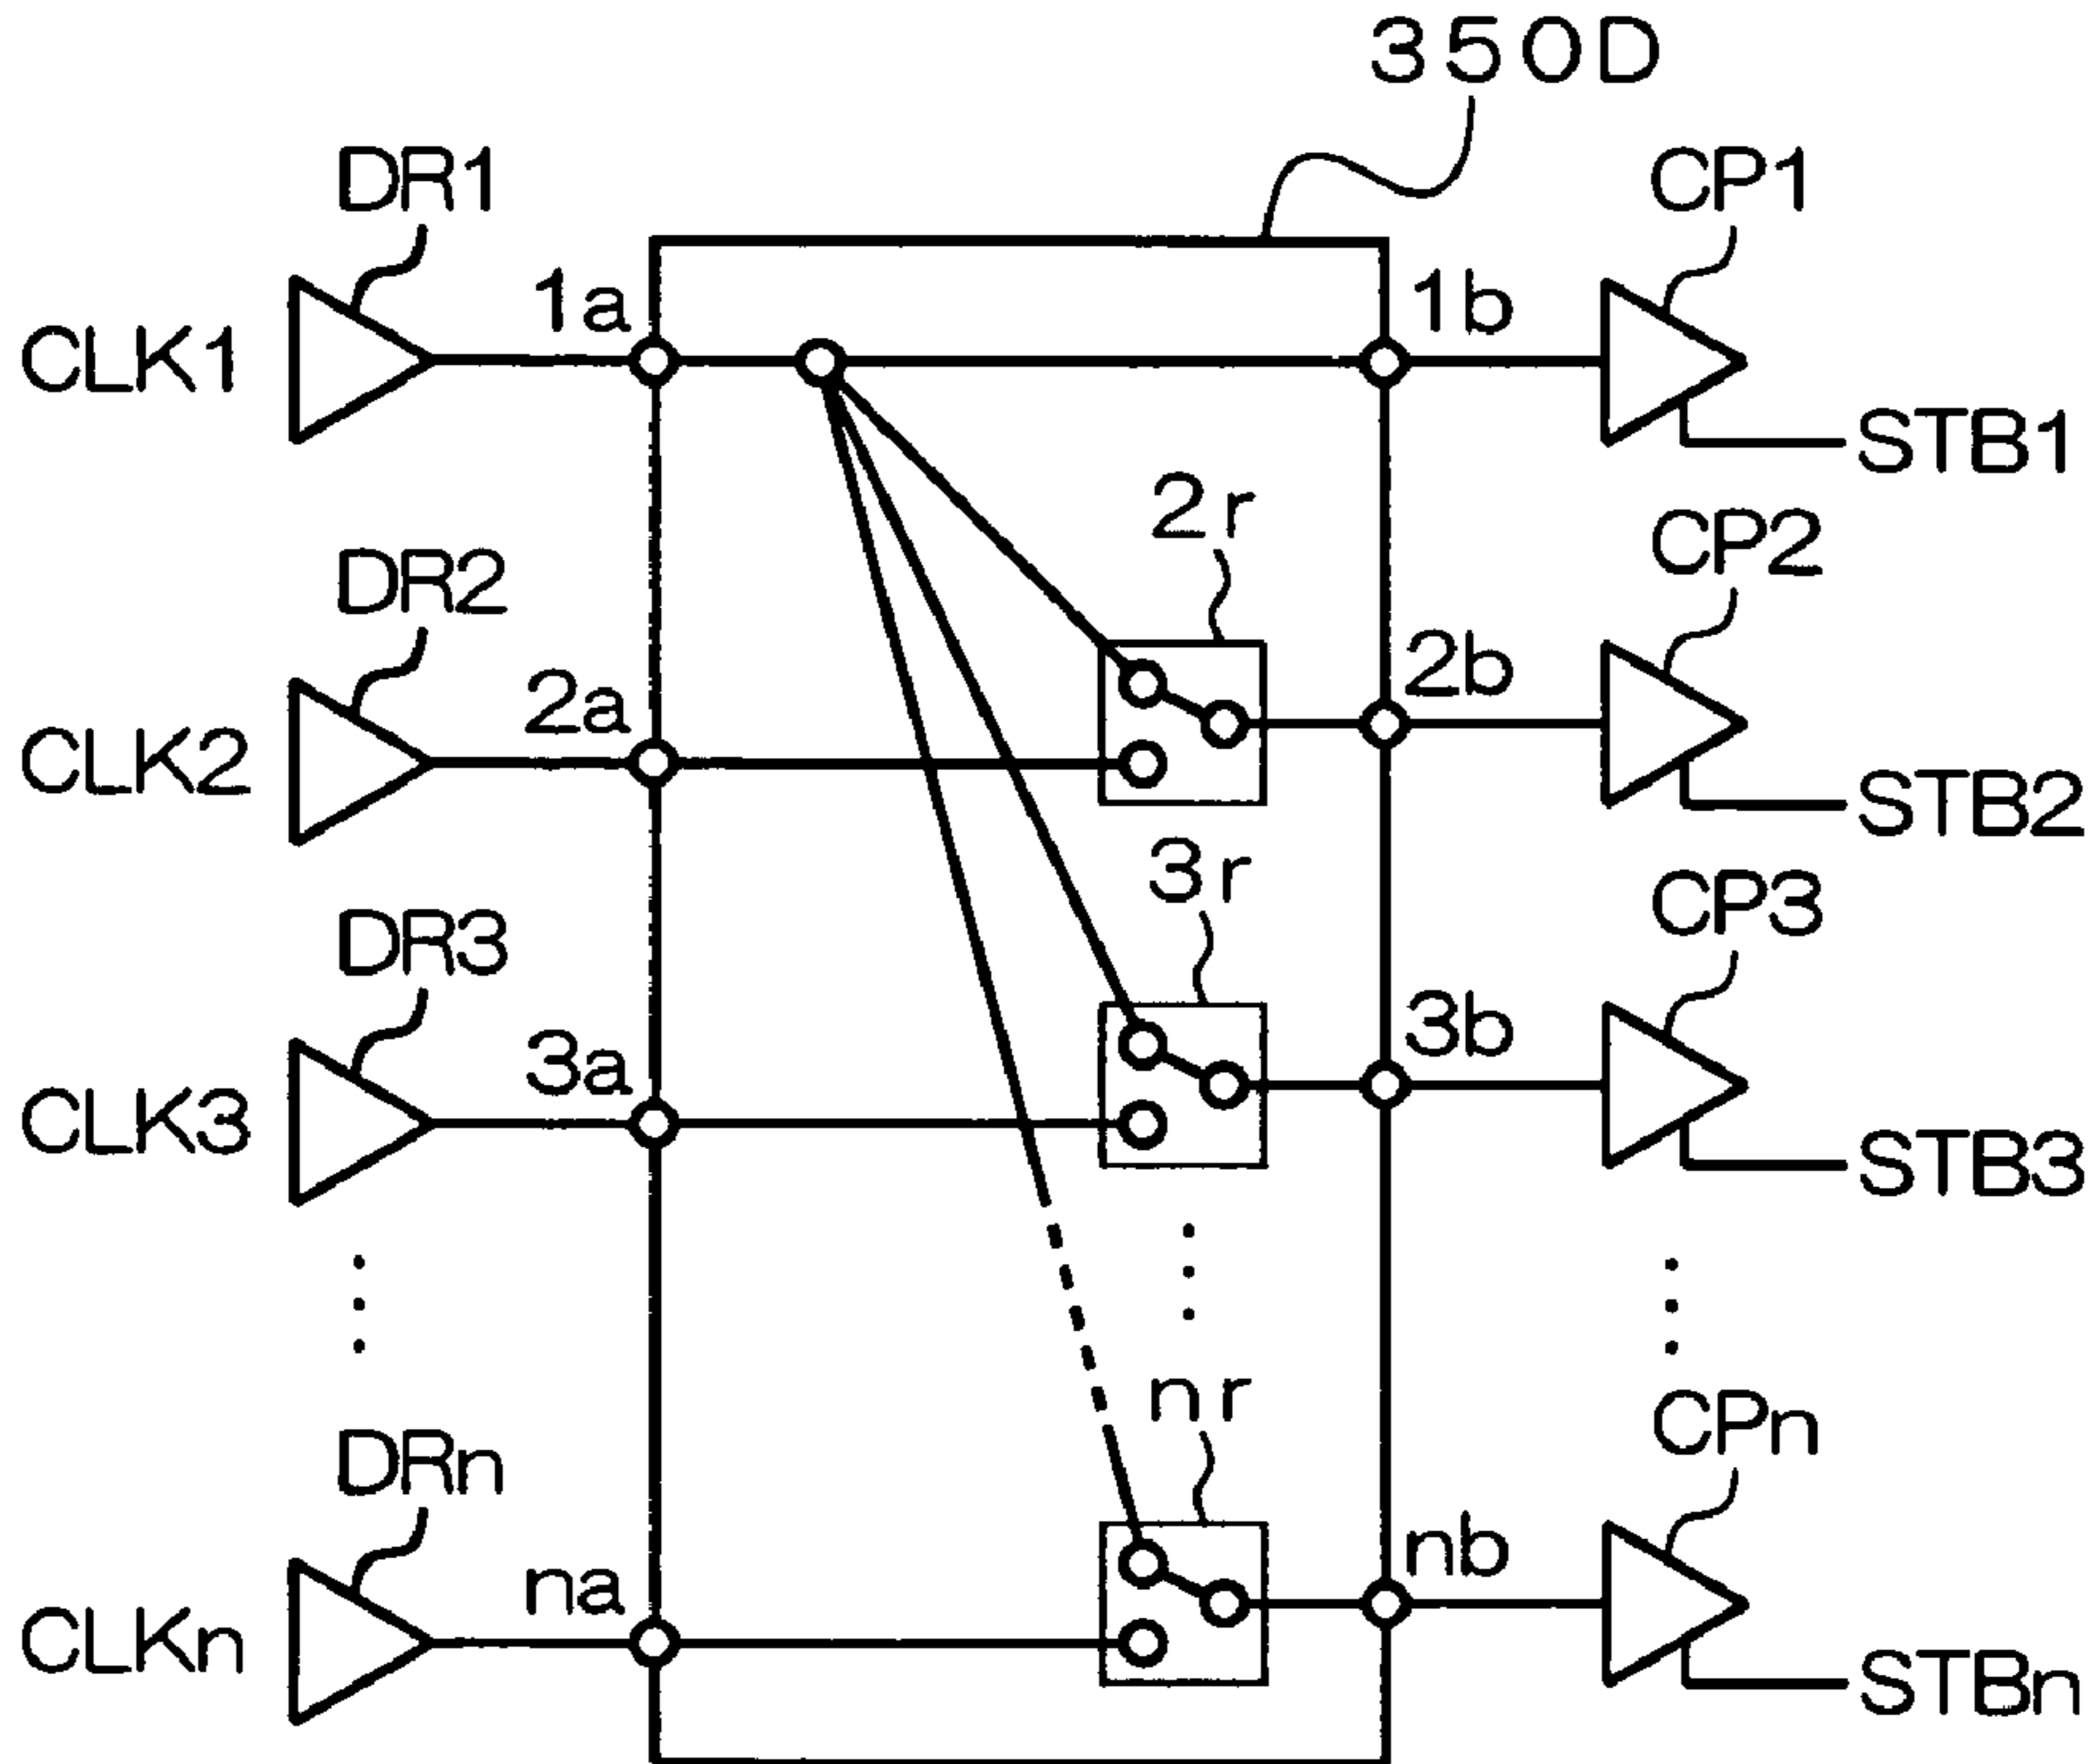 350D
DR1
CP1
1a
1b
CLK1
STB1
2r
DR2
CP2
2a
2b
CLK2
STB2
3r
DR3
CP3
3a
3b
CLK3
STB3
nr
DRn
CPn
na
nb
CLKn
STBn